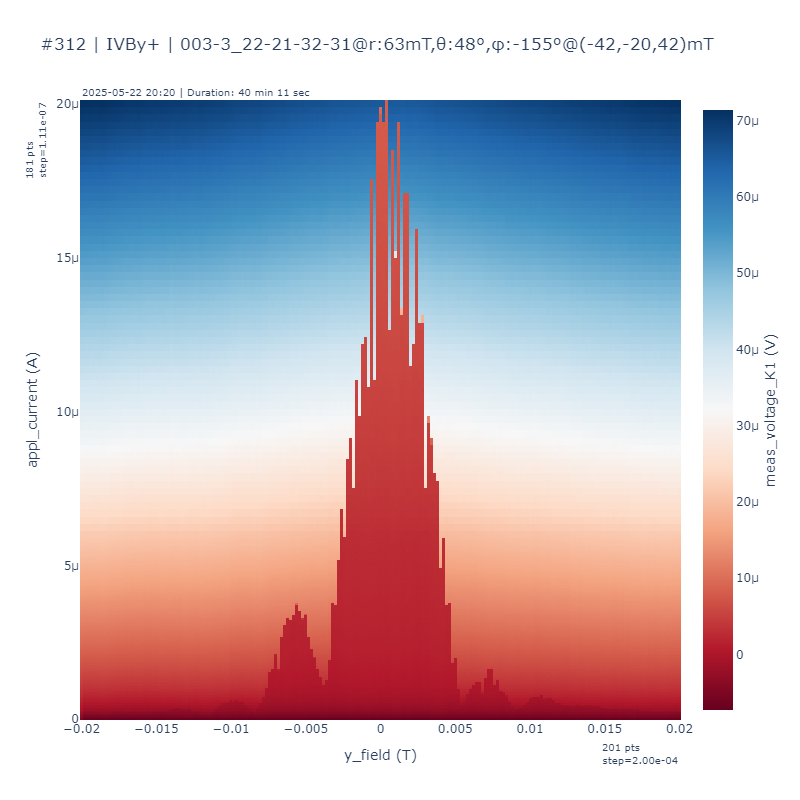 #312 | IVBy+ | 003-3_22-21-32-31@r:63mT,θ:48°,φ:-155°@(-42,-20,42)mT
2025-05-22 20:20 | Duration: 40 min 11 sec
181 pts
step=1.11e-07
20μ
15μ
10μ
5μ
0
appl_current (A)
−0.02
−0.015
−0.01
−0.005
0
0.005
0.01
0.015
0.02
y_field (T)
201 pts
step=2.00e-04
70μ
60μ
50μ
40μ
30μ
20μ
10μ
0
meas_voltage_K1 (V)